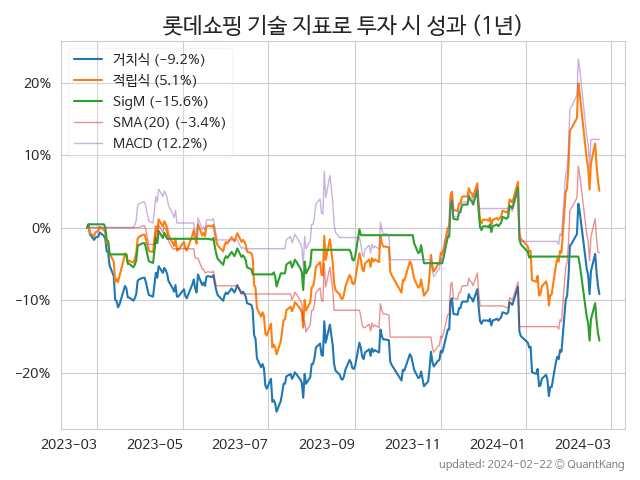 롯데쇼핑 기술 지표로 투자 시 성과 (1년)
거치식 (−9.2%)
적립식 (5.1%)
SigM (−15.6%)
SMA(20) (−3.4%)
MACD (12.2%)
20%
10%
0%
−10%
−20%
2023-03 2023-05 2023-07 2023-09 2023-11 2024-01 2024-03
updated: 2024-02-22 © QuantKang